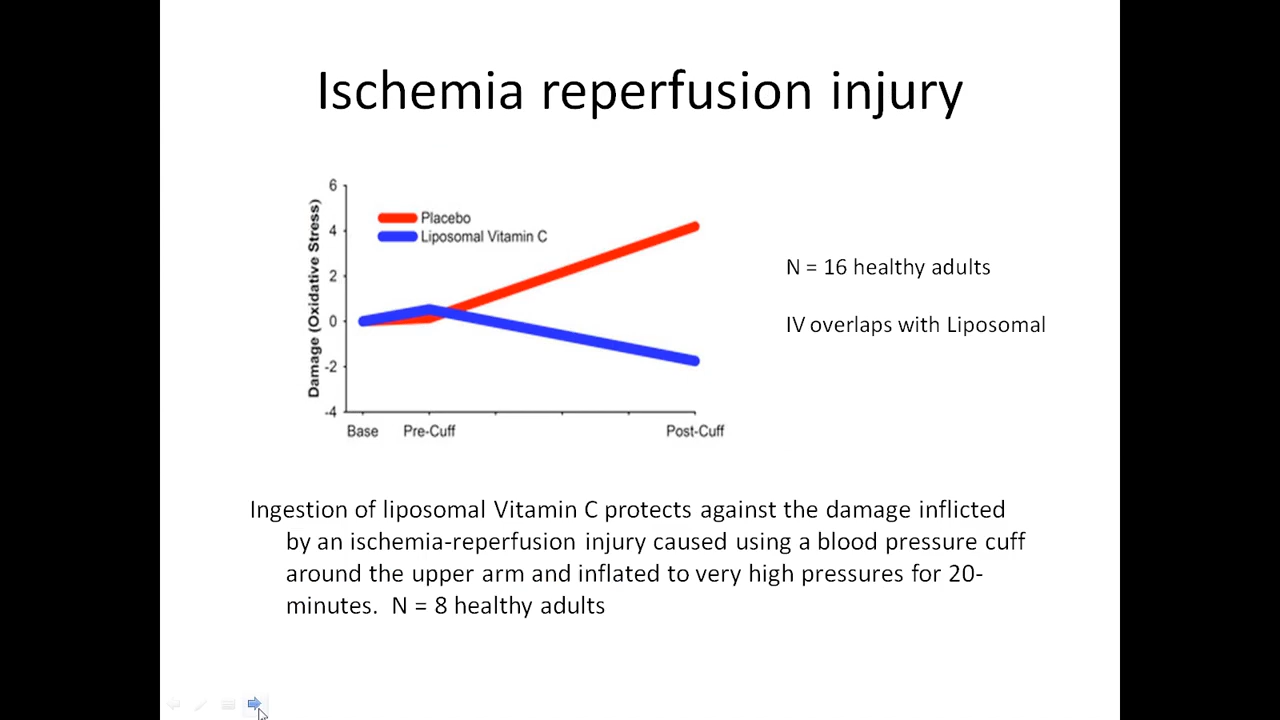 Ischemia reperfusion injury
6
4
2
0
-2
-4
Damage (Oxidative Stress)
Placebo
Liposomal Vitamin C
Base Pre-Cuff Post-Cuff
N = 16 healthy adults
IV overlaps with Liposomal
Ingestion of liposomal Vitamin C protects against the damage inflicted
by an ischemia-reperfusion injury caused using a blood pressure cuff
around the upper arm and inflated to very high pressures for 20-
minutes. N = 8 healthy adults